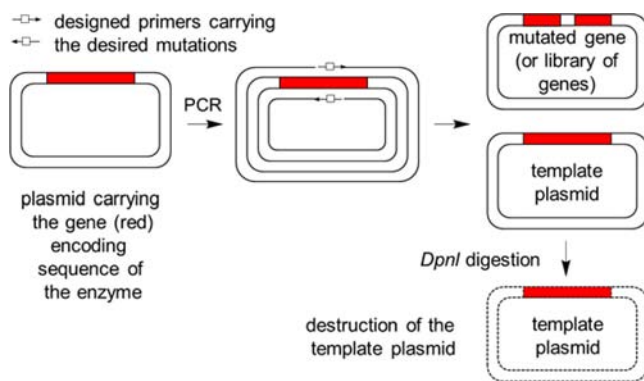 designed primers carrying
the desired mutations
PCR
plasmid carrying
the gene (red)
encoding
sequence of
the enzyme
mutated gene
(or library of
genes)
template
plasmid
DpnI digestion
destruction of the
template plasmid
template
plasmid